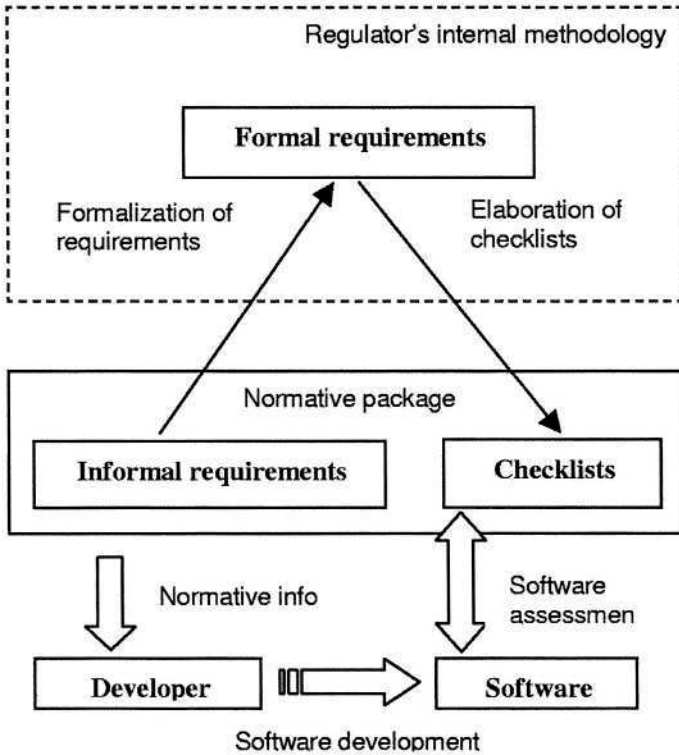 Regulator's internal methodology
Formal requirements
Formalization of
requirements
Elaboration of
checklists
Normative package
Informal requirements
Checklists
Normative info
Software
assessmen
Developer
Software
Software development